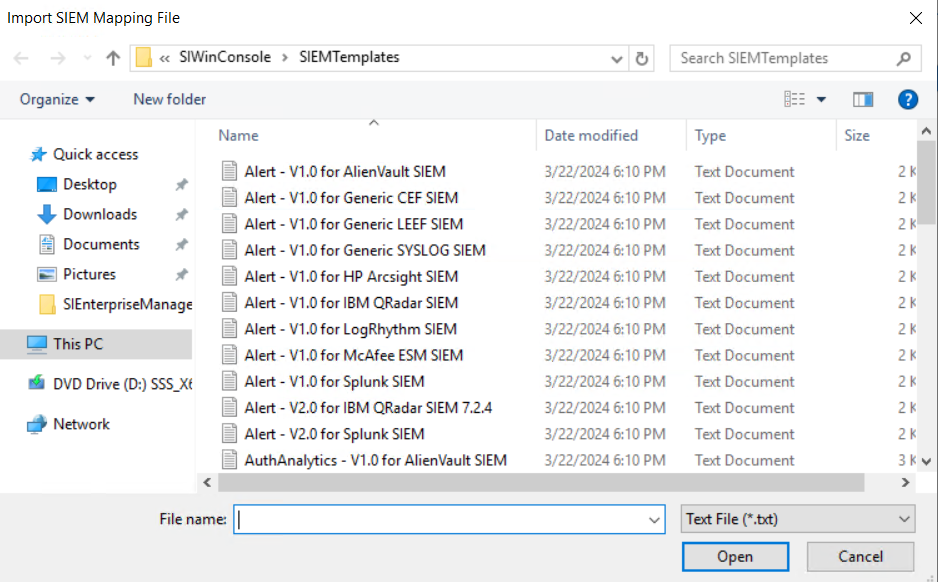 Import SIEM Mapping File
« SIWinConsole › SIEMTemplates
Search SIEMTemplates
Organize
New folder
?
Name
Date modified
Type
Size
Quick access
Desktop
Downloads
Documents
Pictures
SIEnterpriseManage
This PC
DVD Drive (D:) SSS_X6
Network
Alert - V1.0 for AlienVault SIEM 3/22/2024 6:10 PM Text Document 2 K
Alert - V1.0 for Generic CEF SIEM 3/22/2024 6:10 PM Text Document 2 K
Alert - V1.0 for Generic LEEF SIEM 3/22/2024 6:10 PM Text Document 2 K
Alert - V1.0 for Generic SYSLOG SIEM 3/22/2024 6:10 PM Text Document 2 K
Alert - V1.0 for HP Arcsight SIEM 3/22/2024 6:10 PM Text Document 2 K
Alert - V1.0 for IBM QRadar SIEM 3/22/2024 6:10 PM Text Document 2 K
Alert - V1.0 for LogRhythm SIEM 3/22/2024 6:10 PM Text Document 2 K
Alert - V1.0 for McAfee ESM SIEM 3/22/2024 6:10 PM Text Document 2 K
Alert - V1.0 for Splunk SIEM 3/22/2024 6:10 PM Text Document 2 K
Alert - V2.0 for IBM QRadar SIEM 7.2.4 3/22/2024 6:10 PM Text Document 2 K
Alert - V2.0 for Splunk SIEM 3/22/2024 6:10 PM Text Document 2 K
AuthAnalytics - V1.0 for AlienVault SIEM 3/22/2024 6:10 PM Text Document 3 K
File name:
Text File (*.txt)
Open
Cancel